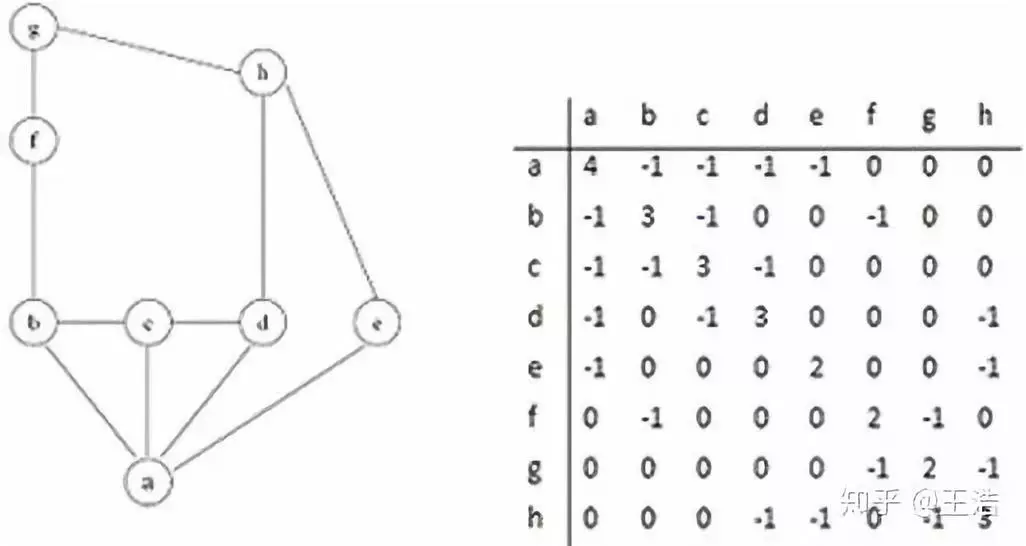 g
h
f
b c d e
a
a b c d e f g h
a 4 -1 -1 -1 -1 0 0 0
b -1 3 -1 0 0 -1 0 0
c -1 -1 3 -1 0 0 0 0
d -1 0 -1 3 0 0 0 -1
e -1 0 0 0 2 0 0 -1
f 0 -1 0 0 0 2 -1 0
g 0 0 0 0 0 -1 2 -1
h 0 0 0 -1 -1 0 -1 3
知乎 @王浩